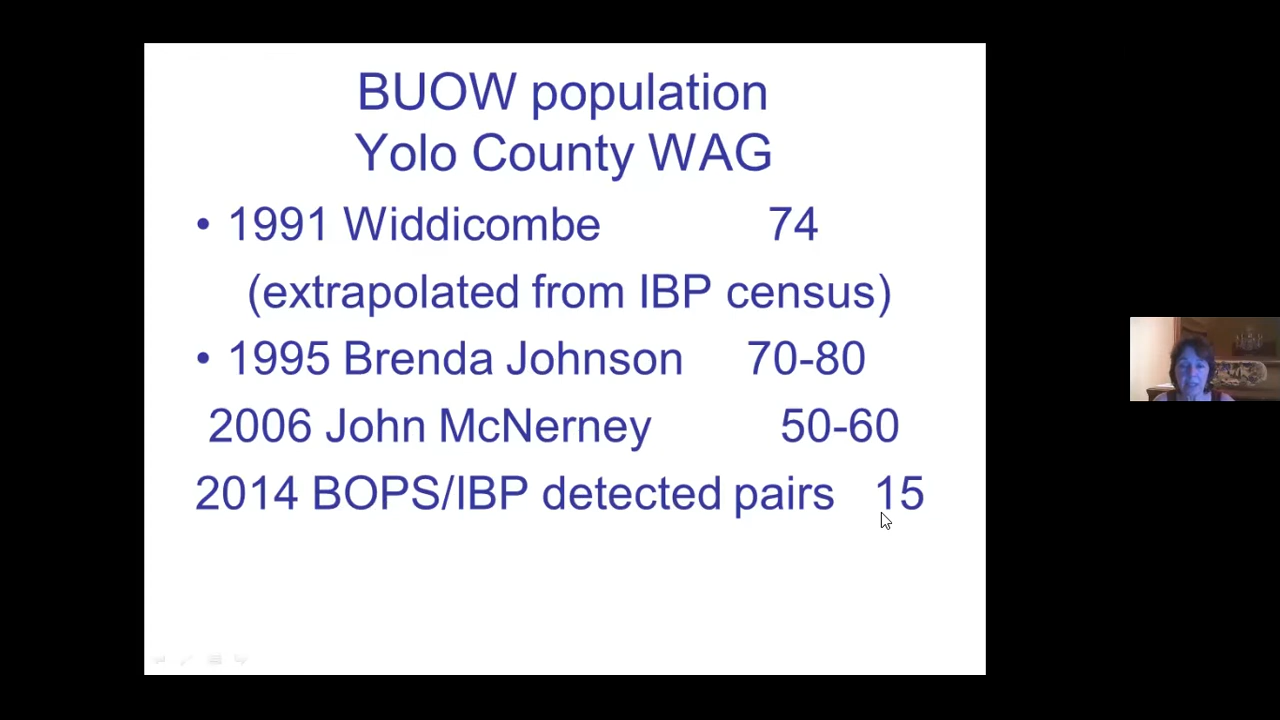 BUOW population
Yolo County WAG
• 1991 Widdicombe 74
(extrapolated from IBP census)
• 1995 Brenda Johnson 70-80
2006 John McNerney 50-60
2014 BOPS/IBP detected pairs 15